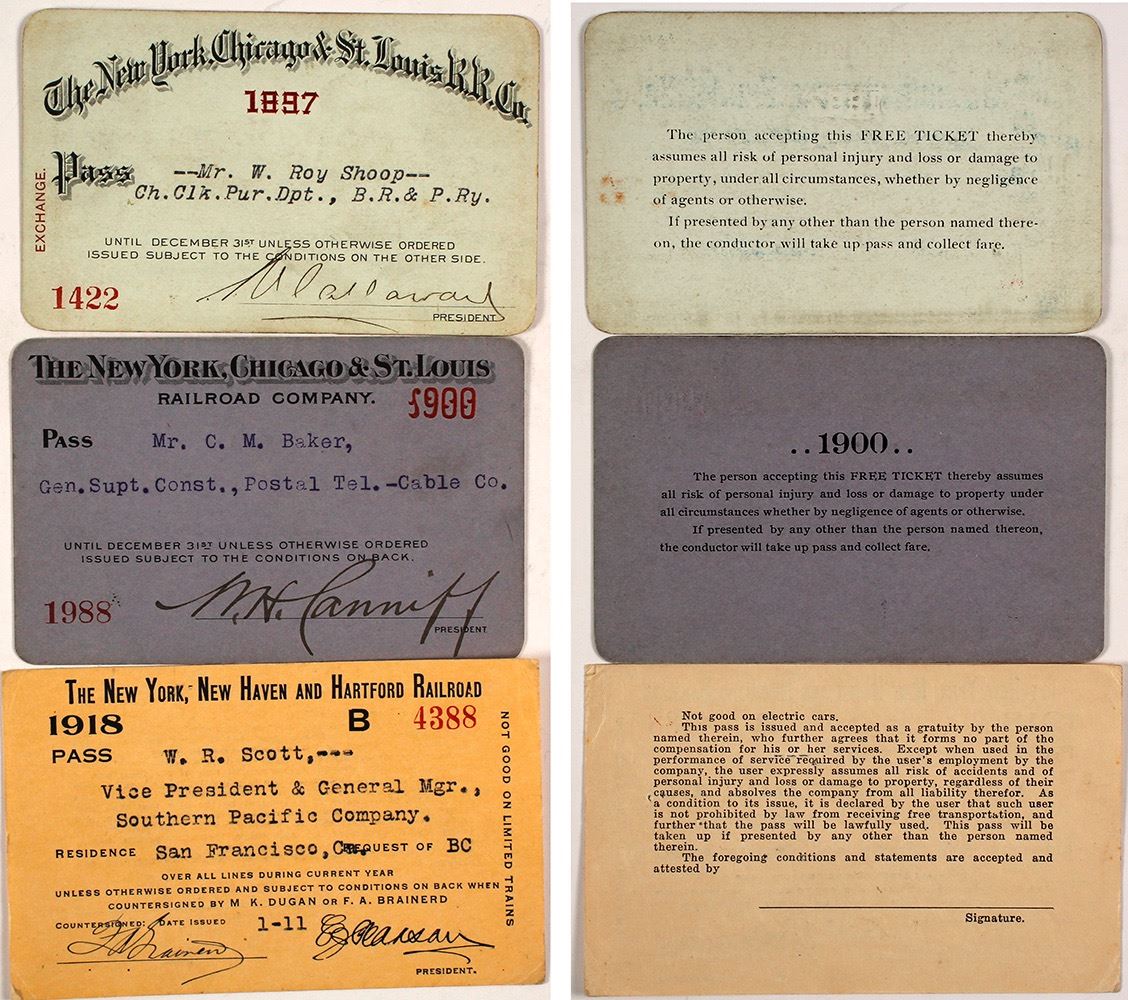 The New York, Chicago & St. Louis R.R. Co.
1897
Pass --Mr. W. Roy Shoop--
Ch.Clk.Pur.Dpt., B.R.& P.Ry.
EXCHANGE.
UNTIL DECEMBER 31ST UNLESS OTHERWISE ORDERED
ISSUED SUBJECT TO THE CONDITIONS ON THE OTHER SIDE.
1422
PRESIDENT
The person accepting this FREE TICKET thereby
assumes all risk of personal injury and loss or damage to
property, under all circumstances, whether by negligence
of agents or otherwise.
If presented by any other than the person named there-
on, the conductor will take up pass and collect fare.
THE NEW YORK, CHICAGO & ST. LOUIS
RAILROAD COMPANY.
1900
PASS Mr. C. M. Baker,
Gen.Supt.Const.,Postal Tel.-Cable Co.
UNTIL DECEMBER 31ST UNLESS OTHERWISE ORDERED
ISSUED SUBJECT TO THE CONDITIONS ON BACK.
1988
W.H. Canniff
PRESIDENT
..1900..
The person accepting this FREE TICKET thereby assumes
all risk of personal injury and loss or damage to property under
all circumstances whether by negligence of agents or otherwise.
If presented by any other than the person named thereon,
the conductor will take up pass and collect fare.
THE NEW YORK, NEW HAVEN AND HARTFORD RAILROAD
1918 B 4388
PASS W. R. Scott,---
Vice President & General Mgr.,
Southern Pacific Company.
RESIDENCE San Francisco,Ca. REQUEST OF BC
OVER ALL LINES DURING CURRENT YEAR
UNLESS OTHERWISE ORDERED AND SUBJECT TO CONDITIONS ON BACK WHEN
COUNTERSIGNED BY M K. DUGAN OR F. A. BRAINERD
COUNTERSIGNED: DATE ISSUED 1-11
F A Brainerd
PRESIDENT.
NOT GOOD ON LIMITED TRAINS
Not good on electric cars.
This pass is issued and accepted as a gratuity by the person
named therein, who further agrees that it forms no part of the
compensation for his or her services. Except when used in the
performance of service required by the user's employment by the
company, the user expressly assumes all risk of accidents and of
personal injury and loss or damage to property, regardless of their
causes, and absolves the company from all liability therefor. As
a condition to its issue, it is declared by the user that such user
is not prohibited by law from receiving free transportation, and
further that the pass will be lawfully used. This pass will be
taken up if presented by any other than the person named
therein.
The foregoing conditions and statements are accepted and
attested by
Signature.